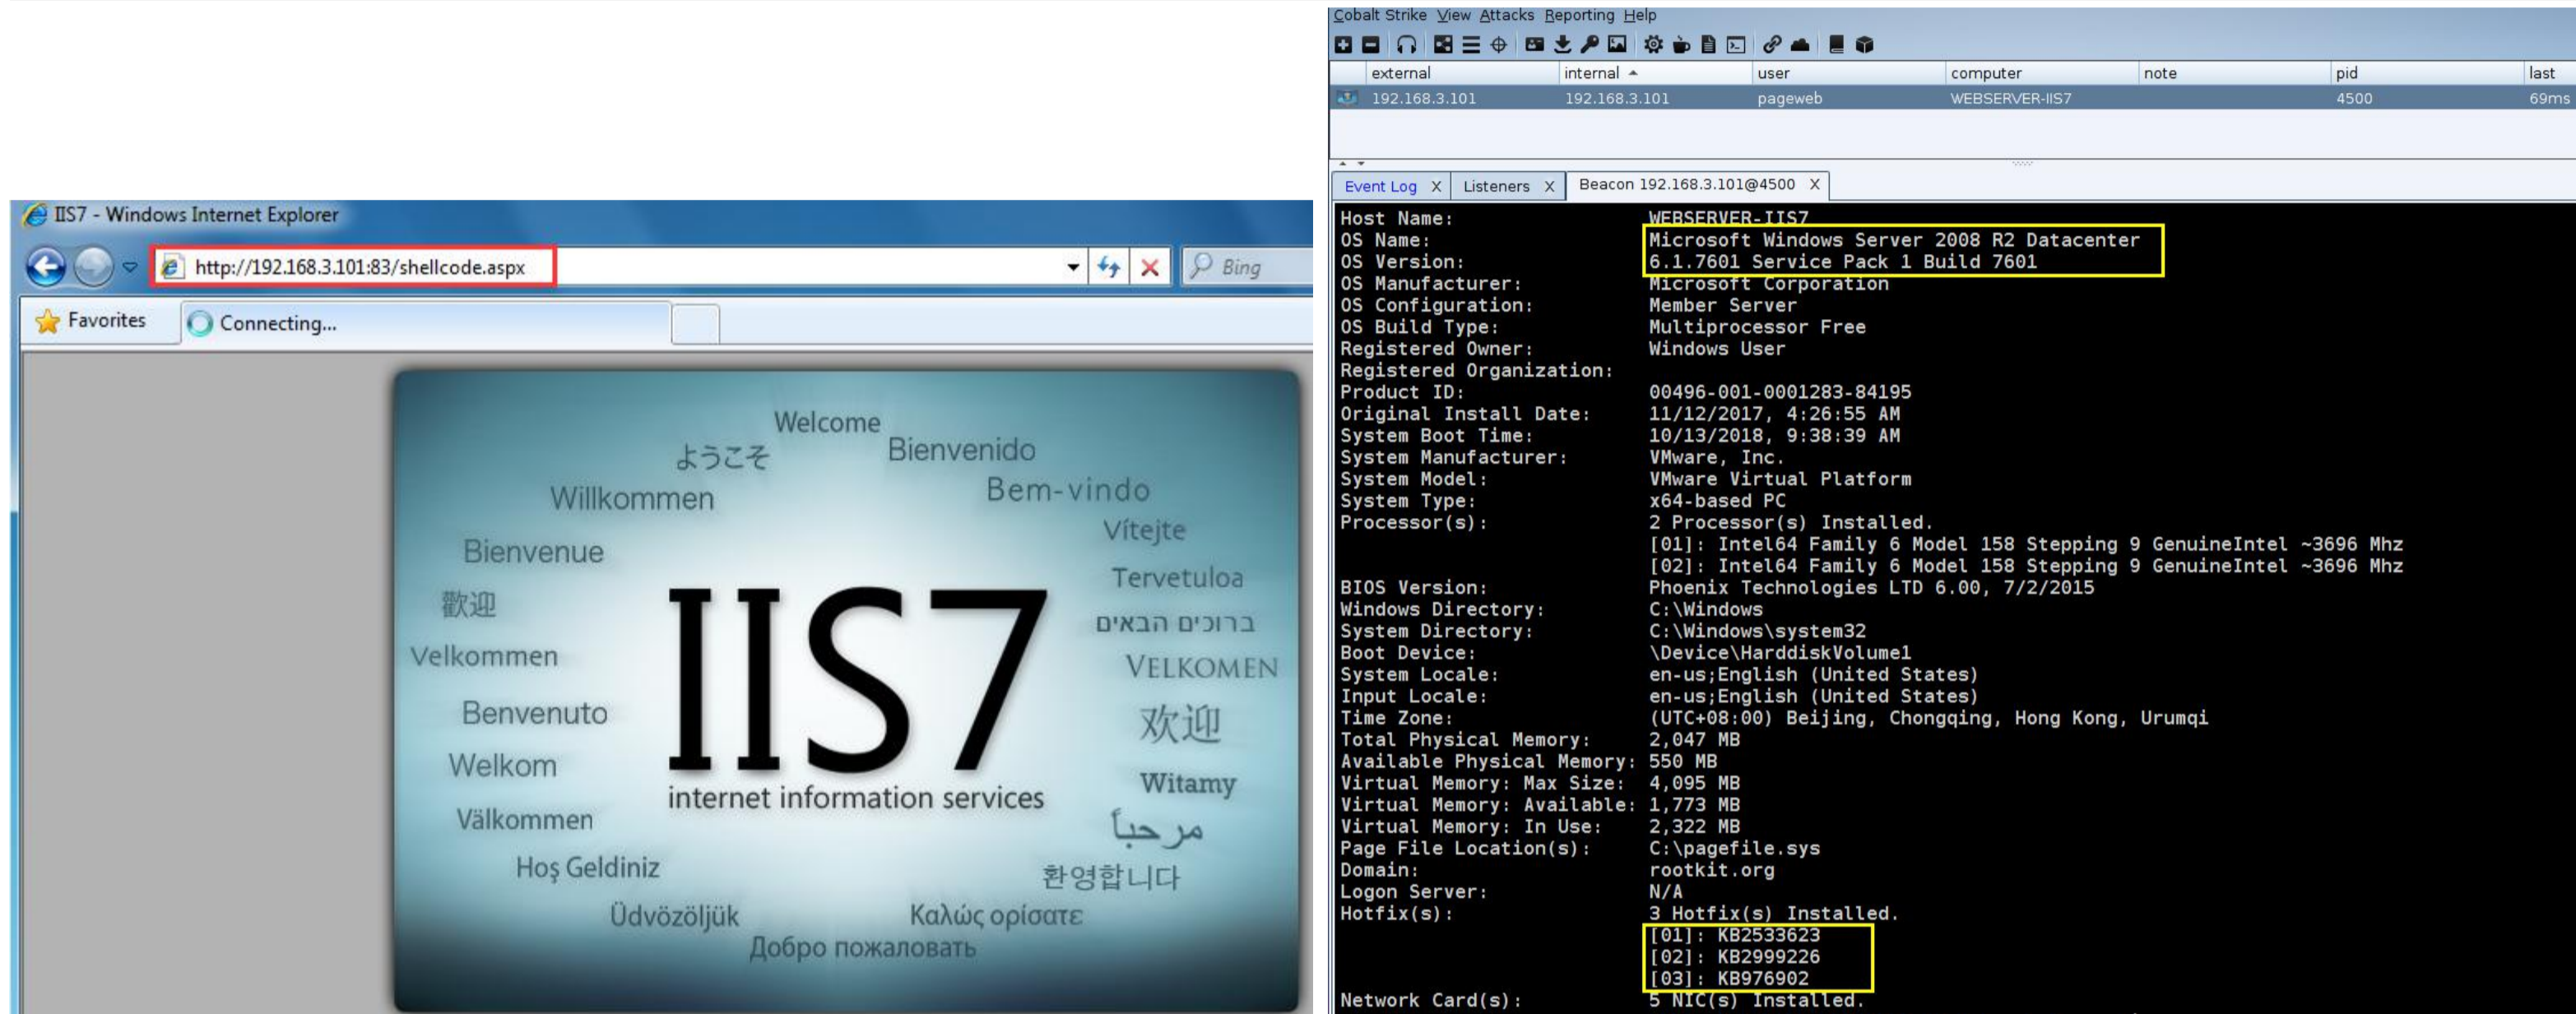 IIS7 - Windows Internet Explorer
http://192.168.3.101:83/shellcode.aspx
Bing
Favorites
Connecting...
Welcome
ようこそ
Bienvenido
Willkommen
Bem-vindo
Vítejte
Bienvenue
Tervetuloa
歡迎
ברוכים הבאים
Velkommen
VELKOMEN
IIS7
Benvenuto
欢迎
Welkom
Witamy
internet information services
Välkommen
مرحباً
Hoş Geldiniz
환영합니다
Üdvözöljük
Καλώς ορίσατε
Добро пожаловать
Cobalt Strike View Attacks Reporting Help
external internal user computer note pid last
192.168.3.101 192.168.3.101 pageweb WEBSERVER-IIS7 4500 69ms
Event Log X Listeners X Beacon 192.168.3.101@4500 X
Host Name: WEBSERVER-IIS7
OS Name: Microsoft Windows Server 2008 R2 Datacenter
OS Version: 6.1.7601 Service Pack 1 Build 7601
OS Manufacturer: Microsoft Corporation
OS Configuration: Member Server
OS Build Type: Multiprocessor Free
Registered Owner: Windows User
Registered Organization:
Product ID: 00496-001-0001283-84195
Original Install Date: 11/12/2017, 4:26:55 AM
System Boot Time: 10/13/2018, 9:38:39 AM
System Manufacturer: VMware, Inc.
System Model: VMware Virtual Platform
System Type: x64-based PC
Processor(s): 2 Processor(s) Installed.
[01]: Intel64 Family 6 Model 158 Stepping 9 GenuineIntel ~3696 Mhz
[02]: Intel64 Family 6 Model 158 Stepping 9 GenuineIntel ~3696 Mhz
BIOS Version: Phoenix Technologies LTD 6.00, 7/2/2015
Windows Directory: C:\Windows
System Directory: C:\Windows\system32
Boot Device: \Device\HarddiskVolume1
System Locale: en-us;English (United States)
Input Locale: en-us;English (United States)
Time Zone: (UTC+08:00) Beijing, Chongqing, Hong Kong, Urumqi
Total Physical Memory: 2,047 MB
Available Physical Memory: 550 MB
Virtual Memory: Max Size: 4,095 MB
Virtual Memory: Available: 1,773 MB
Virtual Memory: In Use: 2,322 MB
Page File Location(s): C:\pagefile.sys
Domain: rootkit.org
Logon Server: N/A
Hotfix(s): 3 Hotfix(s) Installed.
[01]: KB2533623
[02]: KB2999226
[03]: KB976902
Network Card(s): 5 NIC(s) Installed.